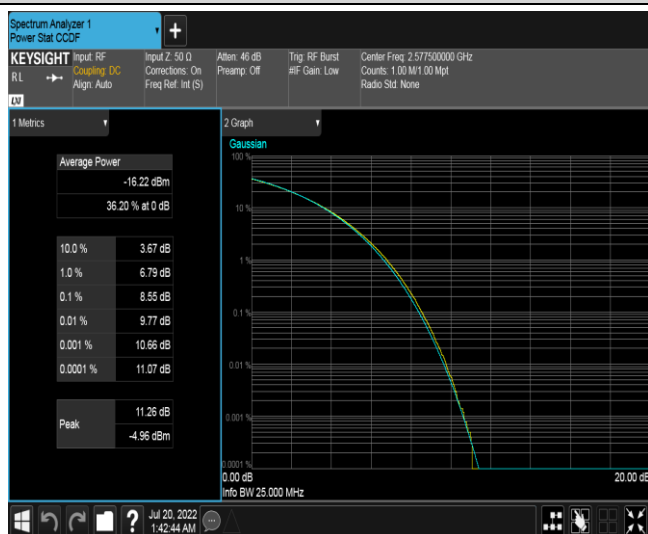 Spectrum Analyzer 1
Power Stat CCDF
+
KEYSIGHT
RL
LXI
Input: RF
Coupling: DC
Align: Auto
Input Z: 50 Ω
Corrections: On
Freq Ref: Int (S)
Atten: 46 dB
Preamp: Off
Trig: RF Burst
#IF Gain: Low
Center Freq: 2.577500000 GHz
Counts: 1.00 M/1.00 Mpt
Radio Std: None
1 Metrics
Average Power
-16.22 dBm
36.20 % at 0 dB
10.0 % 3.67 dB
1.0 % 6.79 dB
0.1 % 8.55 dB
0.01 % 9.77 dB
0.001 % 10.66 dB
0.0001 % 11.07 dB
Peak
11.26 dB
-4.96 dBm
2 Graph
Gaussian
100 %
10 %
1 %
0.1 %
0.01 %
0.001 %
0.0001 %
0.00 dB
20.00 dB
Info BW 25.000 MHz
?
Jul 20, 2022
1:42:44 AM